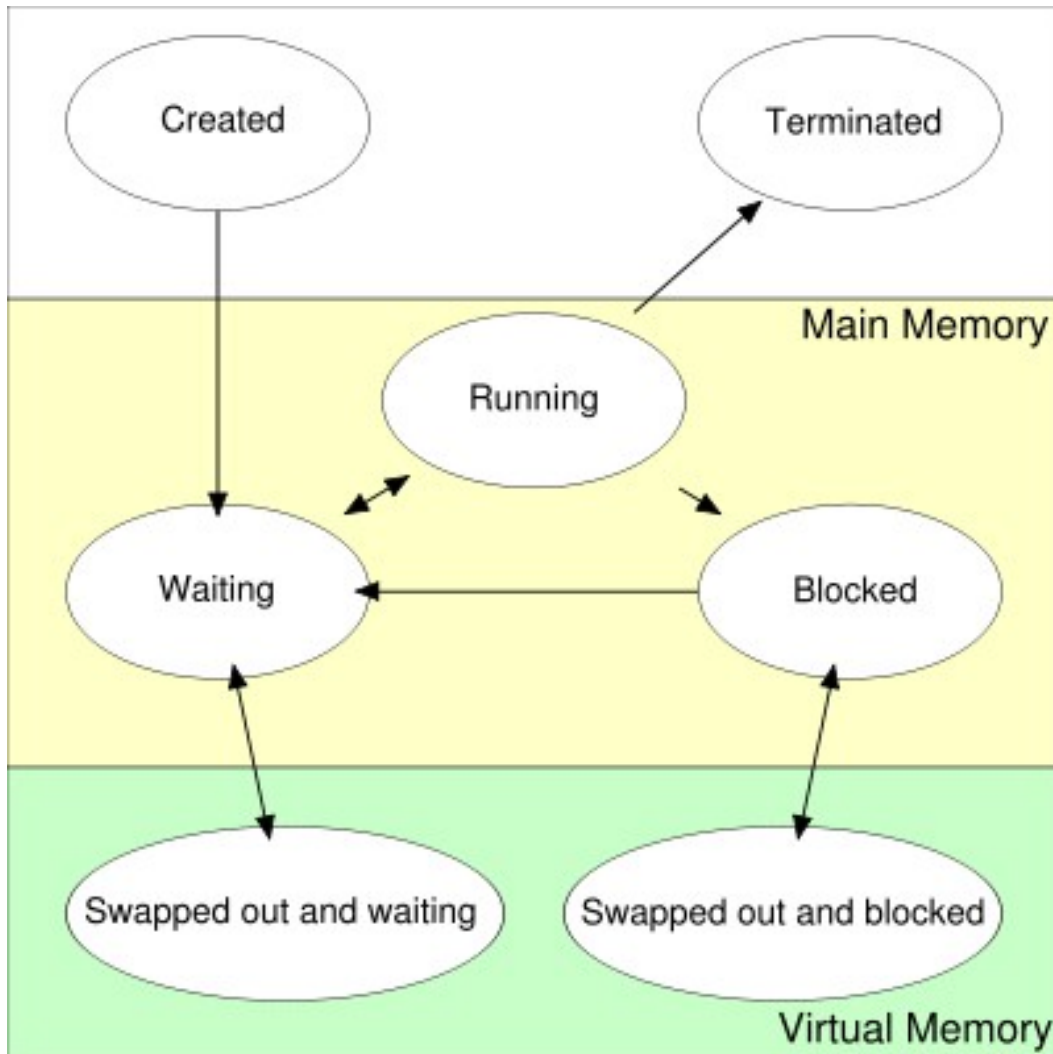 Created
Terminated
Main Memory
Running
Waiting
Blocked
Swapped out and waiting
Swapped out and blocked
Virtual Memory